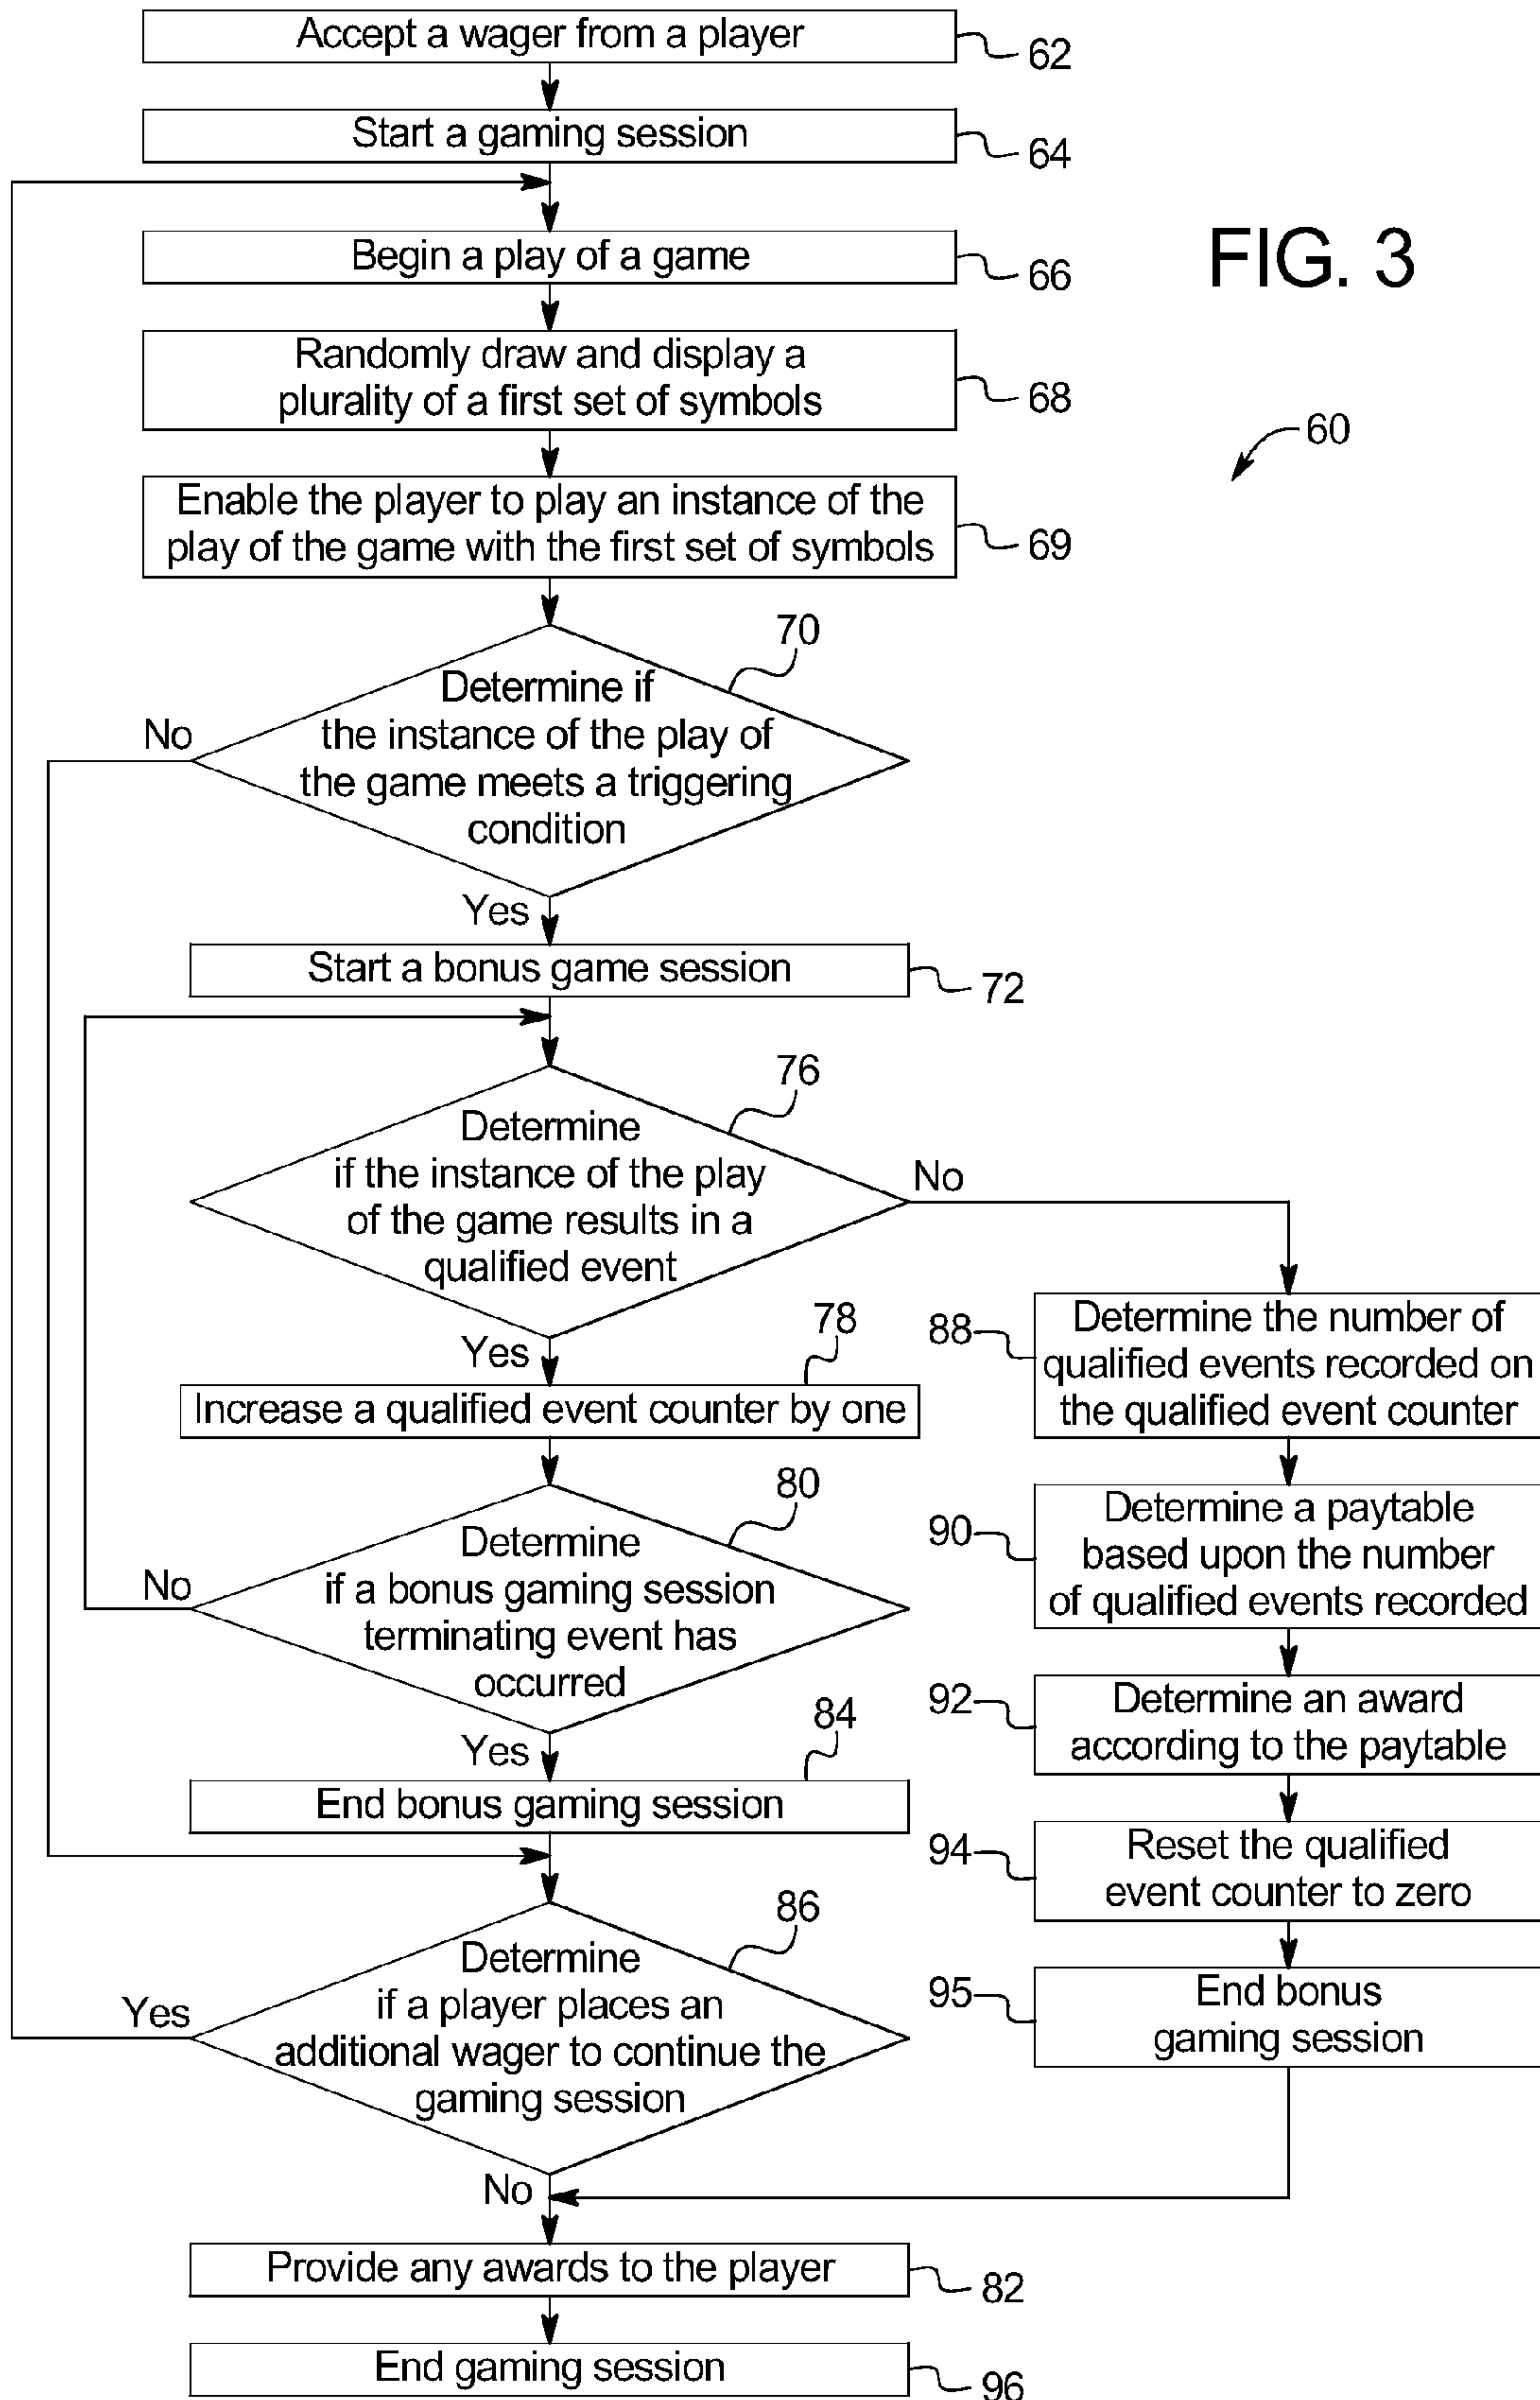 Accept a wager from a player
62
Start a gaming session
64
Begin a play of a game
66
FIG. 3
Randomly draw and display a
plurality of a first set of symbols
68
60
Enable the player to play an instance of the
play of the game with the first set of symbols
69
70
Determine if
the instance of the play of
the game meets a triggering
condition
No
Yes
Start a bonus game session
72
76
Determine
if the instance of the play
of the game results in a
qualified event
No
Yes
78
Increase a qualified event counter by one
80
Determine
if a bonus gaming session
terminating event has
occurred
No
Yes
84
End bonus gaming session
86
Determine
if a player places an
additional wager to continue the
gaming session
Yes
No
88
Determine the number of
qualified events recorded on
the qualified event counter
90
Determine a paytable
based upon the number
of qualified events recorded
92
Determine an award
according to the paytable
94
Reset the qualified
event counter to zero
95
End bonus
gaming session
Provide any awards to the player
82
End gaming session
96